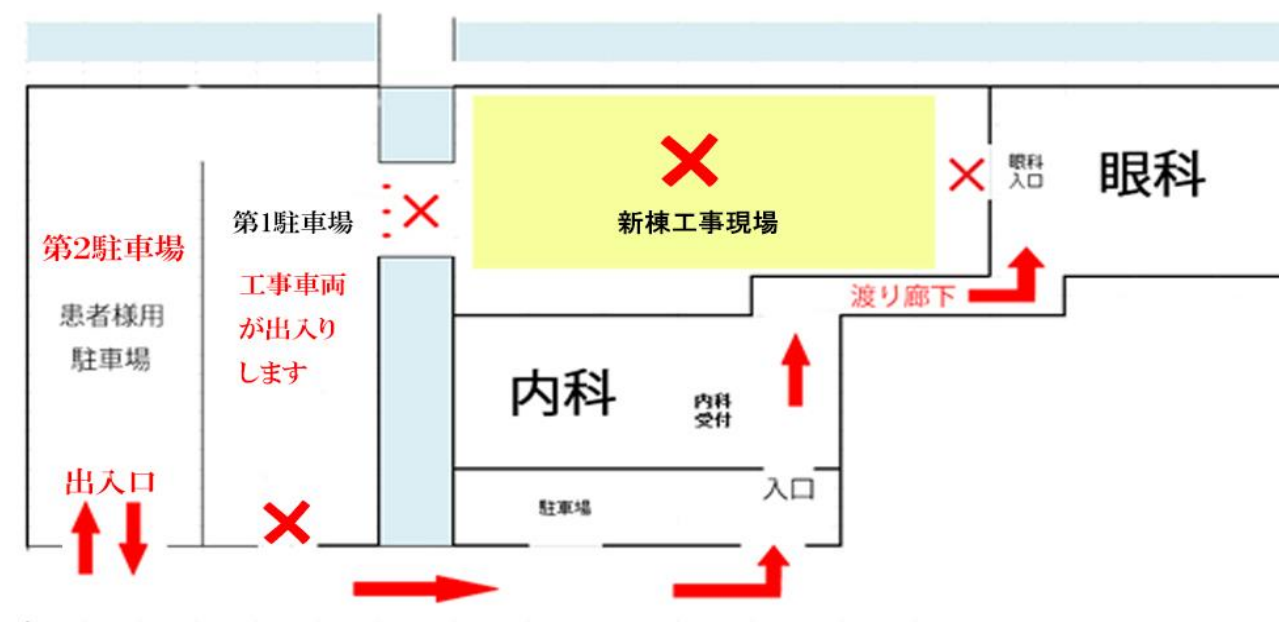 第2駐車場
患者様用
駐車場
出入口
第1駐車場
工事車両
が出入り
します
新棟工事現場
眼科
入口
眼科
渡り廊下
内科
内科
受付
駐車場
入口